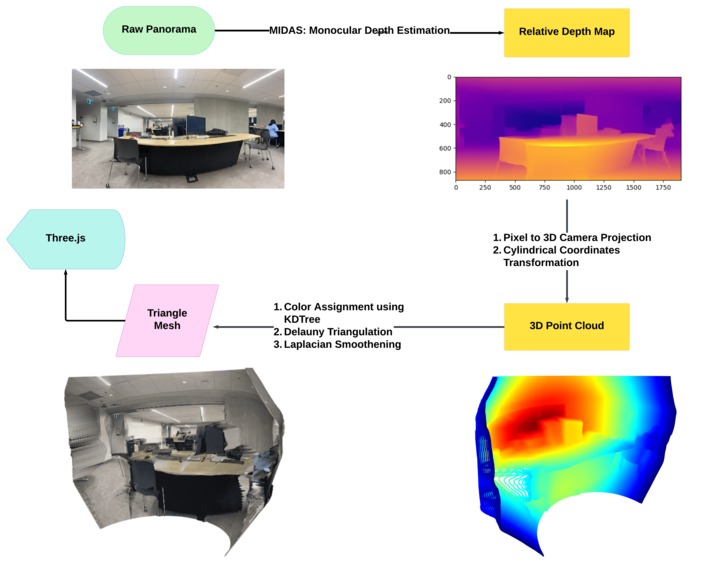 Raw Panorama
MIDAS: Monocular Depth Estimation
Relative Depth Map
0
200
400
600
800
0 250 500 750 1000 1250 1500 1750
Three.js
1. Pixel to 3D Camera Projection
2. Cylindrical Coordinates
Transformation
Triangle
Mesh
1. Color Assignment using
KDTree
2. Delauny Triangulation
3. Laplacian Smoothening
3D Point Cloud